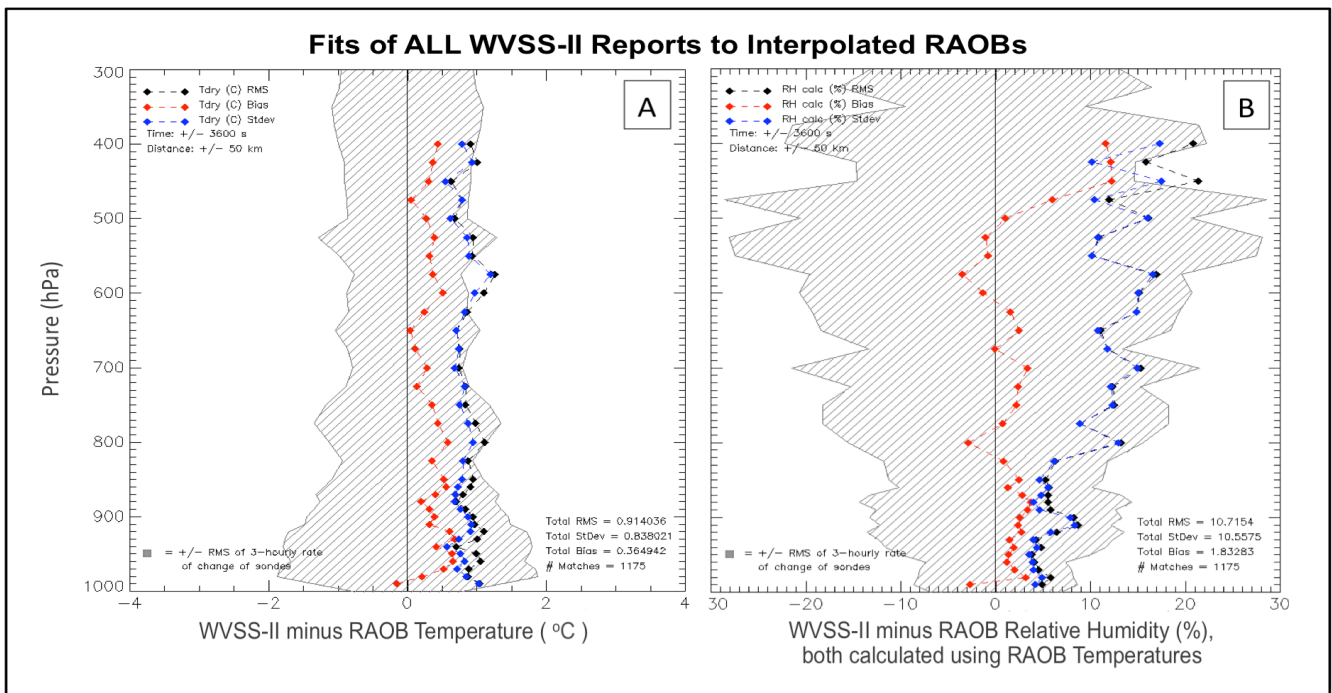 Fits of ALL WVSS-II Reports to Interpolated RAOBs
A
Tdry (C) RMS
Tdry (C) Bias
Tdry (C) Stdev
Time: +/− 3600 s
Distance: +/− 50 km
300
400
500
600
700
800
900
1000
Pressure (hPa)
Total RMS = 0.914036
Total StDev = 0.838021
Total Bias = 0.364942
# Matches = 1175
= +/− RMS of 3-hourly rate
of change of sondes
−4
−2
0
2
4
WVSS-II minus RAOB Temperature ( ºC )
B
RH calc (%) RMS
RH calc (%) Bias
RH calc (%) Stdev
Time: +/− 3600 s
Distance: +/− 50 km
Total RMS = 10.7154
Total StDev = 10.5575
Total Bias = 1.83283
# Matches = 1175
= +/− RMS of 3-hourly rate
of change of sondes
30
−20
−10
0
10
20
30
WVSS-II minus RAOB Relative Humidity (%),
both calculated using RAOB Temperatures